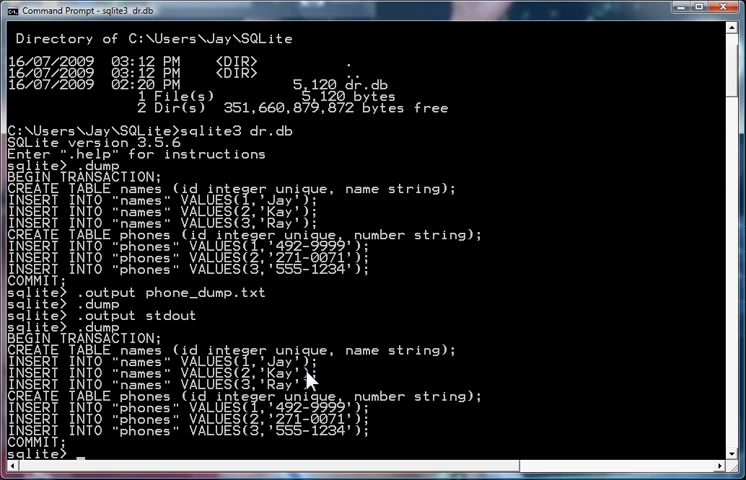 Command Prompt - sqlite3 dr.db
Directory of C:\Users\Jay\SQLite
16/07/2009  03:12 PM    <DIR>          .
16/07/2009  03:12 PM    <DIR>          ..
16/07/2009  02:20 PM             5,120 dr.db
1 File(s)          5,120 bytes
2 Dir(s)  351,660,879,872 bytes free
C:\Users\Jay\SQLite>sqlite3 dr.db
SQLite version 3.5.6
Enter ".help" for instructions
sqlite> .dump
BEGIN TRANSACTION;
CREATE TABLE names (id integer unique, name string);
INSERT INTO "names" VALUES(1,'Jay');
INSERT INTO "names" VALUES(2,'Kay');
INSERT INTO "names" VALUES(3,'Ray');
CREATE TABLE phones (id integer unique, number string);
INSERT INTO "phones" VALUES(1,'492-9999');
INSERT INTO "phones" VALUES(2,'271-0071');
INSERT INTO "phones" VALUES(3,'555-1234');
COMMIT;
sqlite> .output phone_dump.txt
sqlite> .dump
sqlite> .output stdout
sqlite> .dump
BEGIN TRANSACTION;
CREATE TABLE names (id integer unique, name string);
INSERT INTO "names" VALUES(1,'Jay');
INSERT INTO "names" VALUES(2,'Kay');
INSERT INTO "names" VALUES(3,'Ray');
CREATE TABLE phones (id integer unique, number string);
INSERT INTO "phones" VALUES(1,'492-9999');
INSERT INTO "phones" VALUES(2,'271-0071');
INSERT INTO "phones" VALUES(3,'555-1234');
COMMIT;
sqlite> _